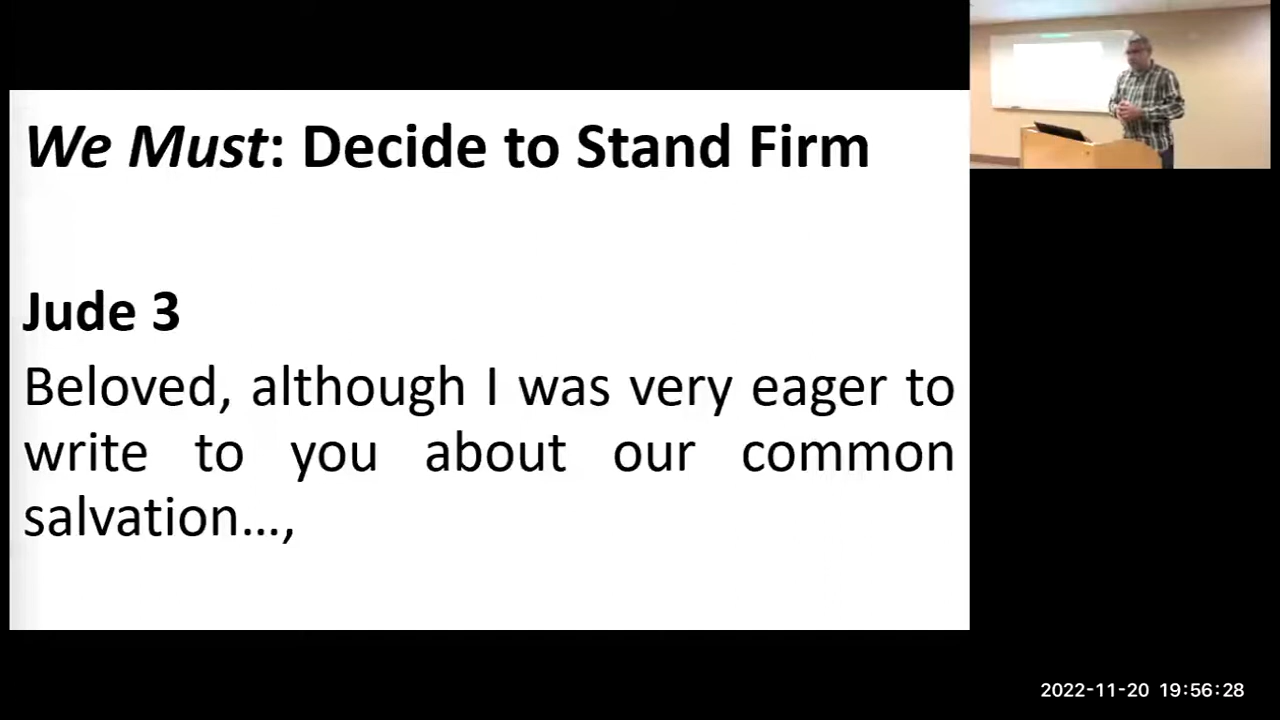 We Must: Decide to Stand Firm
Jude 3
Beloved, although I was very eager to
write to you about our common
salvation…,
2022-11-20 19:56:28